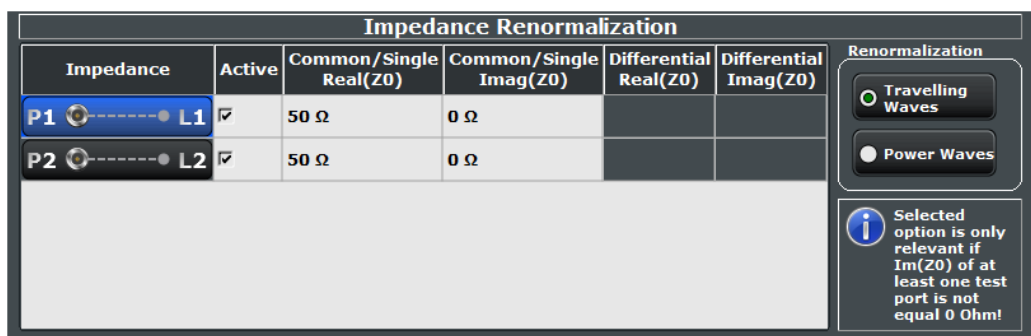 Impedance Renormalization
Impedance Active Common/Single Real(Z0) Common/Single Imag(Z0) Differential Real(Z0) Differential Imag(Z0)
P1 L1 50 Ω 0 Ω
P2 L2 50 Ω 0 Ω
Renormalization
Travelling
Waves
Power Waves
Selected
option is only
relevant if
Im(Z0) of at
least one test
port is not
equal 0 Ohm!